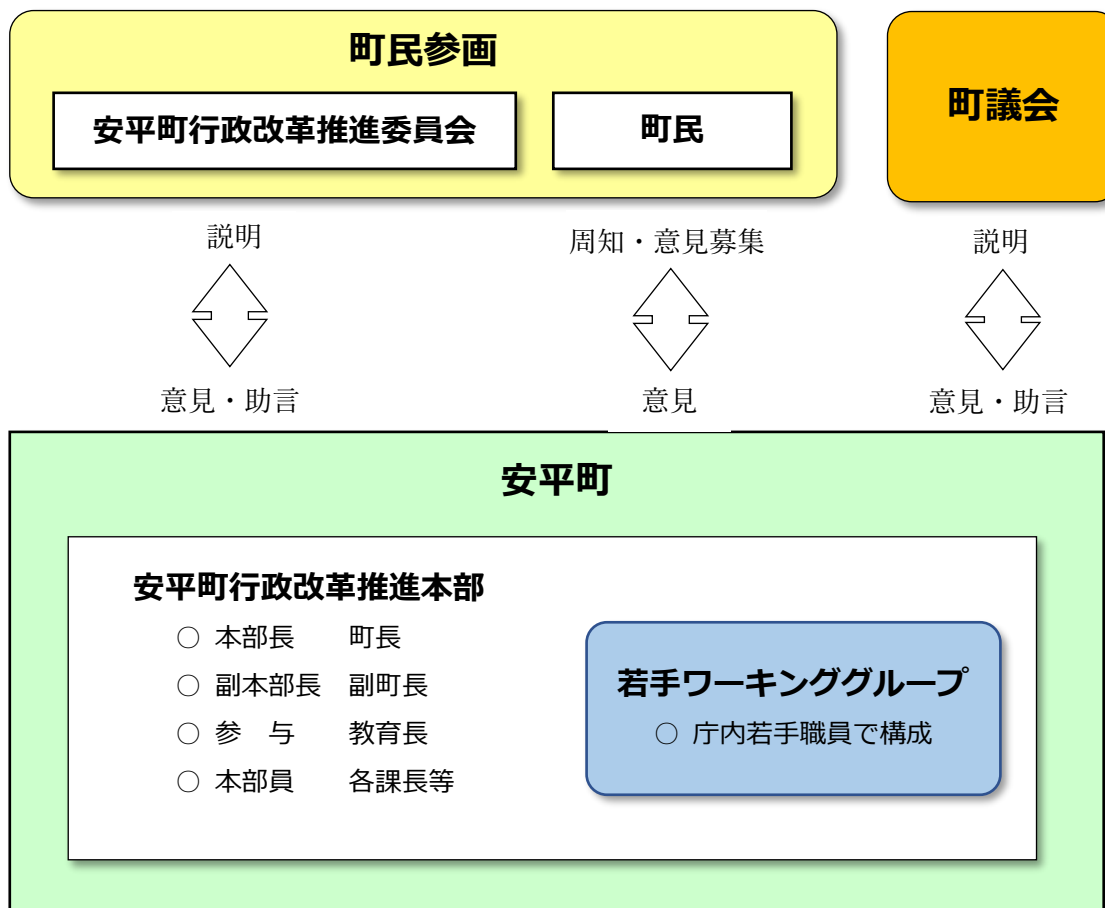 町民参画
安平町行政改革推進委員会
町民
町議会
説明
周知・意見募集
説明
意見・助言
意見
意見・助言
安平町
安平町行政改革推進本部
○ 本部長　町長
○ 副本部長　副町長
○ 参　与　教育長
○ 本部員　各課長等
若手ワーキンググループ
○ 庁内若手職員で構成